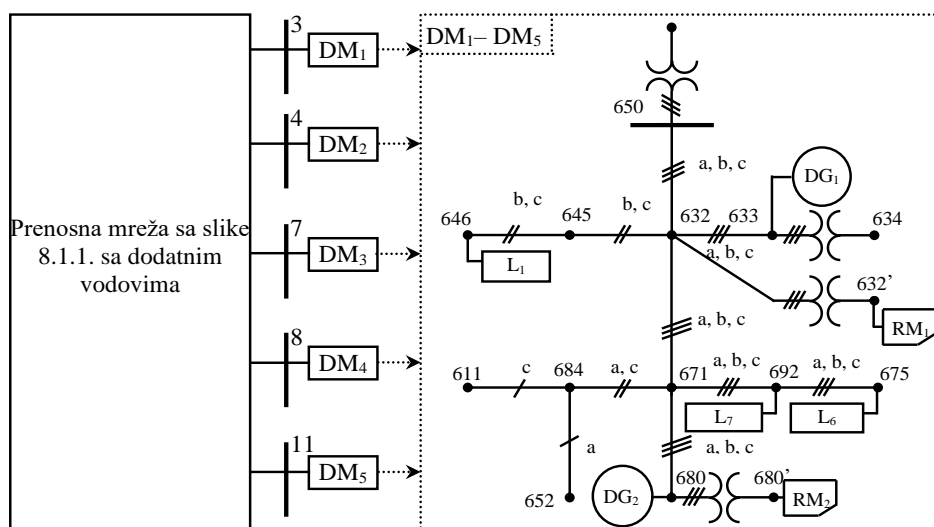 Prenosna mreža sa slike
8.1.1. sa dodatnim
vodovima
3
DM₁
4
DM₂
7
DM₃
8
DM₄
11
DM₅
DM₁– DM₅
650
a, b, c
DG₁
646
b, c
645
b, c
632
633
634
a, b, c
L₁
632’
RM₁
a, b, c
611
c
684
a, c
671
a, b, c
692
a, b, c
675
L₇
L₆
a
a, b, c
652
DG₂
680
680’
RM₂